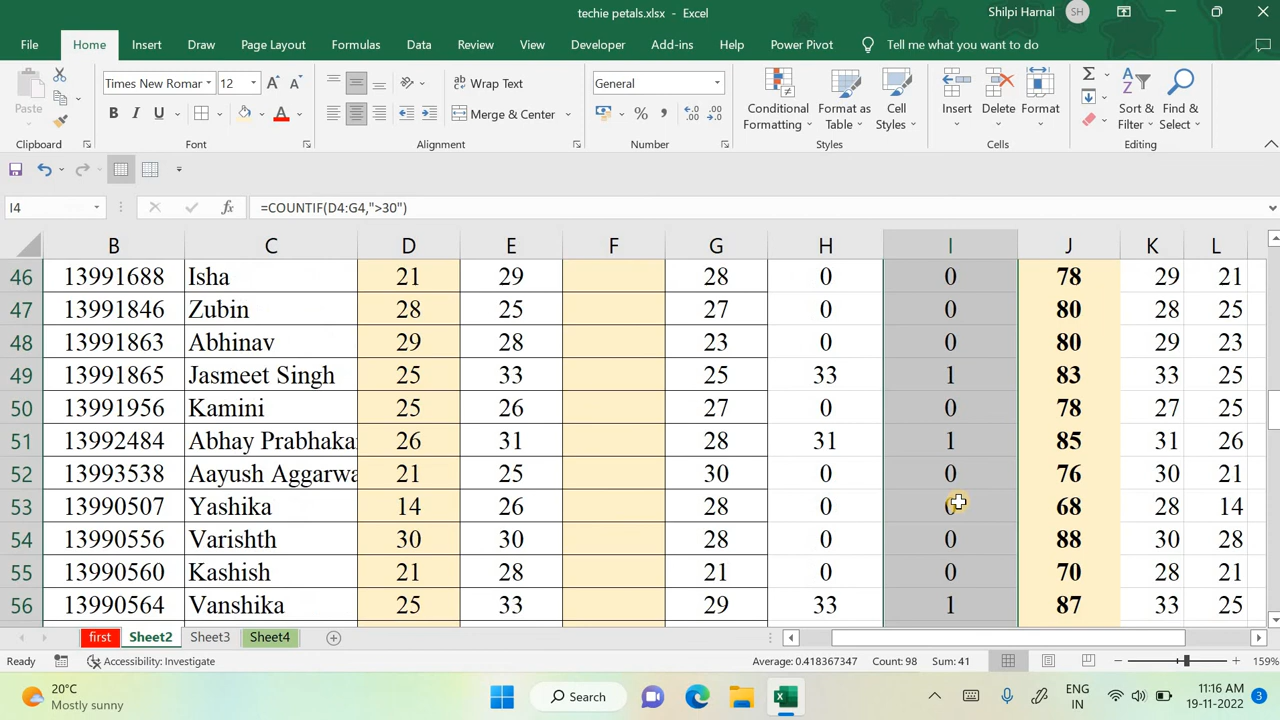 techie petals.xlsx - Excel
Shilpi Harnal SH
File Home Insert Draw Page Layout Formulas Data Review View Developer Add-ins Help Power Pivot Tell me what you want to do
Paste
Times New Romar 12
Wrap Text
General
Merge & Center
Conditional Formatting
Format as Table
Cell Styles
Insert
Delete
Format
Sort & Filter
Find & Select
Clipboard Font Alignment Number Styles Cells Editing
I4 =COUNTIF(D4:G4,">30")
B C D E F G H I J K L
46 13991688 Isha 21 29 28 0 0 78 29 21
47 13991846 Zubin 28 25 27 0 0 80 28 25
48 13991863 Abhinav 29 28 23 0 0 80 29 23
49 13991865 Jasmeet Singh 25 33 25 33 1 83 33 25
50 13991956 Kamini 25 26 27 0 0 78 27 25
51 13992484 Abhay Prabhaka 26 31 28 31 1 85 31 26
52 13993538 Aayush Aggarwa 21 25 30 0 0 76 30 21
53 13990507 Yashika 14 26 28 0 0 68 28 14
54 13990556 Varishth 30 30 28 0 0 88 30 28
55 13990560 Kashish 21 28 21 0 0 70 28 21
56 13990564 Vanshika 25 33 29 33 1 87 33 25
first Sheet2 Sheet3 Sheet4
Ready Accessibility: Investigate Average: 0.418367347 Count: 98 Sum: 41 159%
20°C
Mostly sunny
Search
ENG
IN
11:16 AM
19-11-2022
3